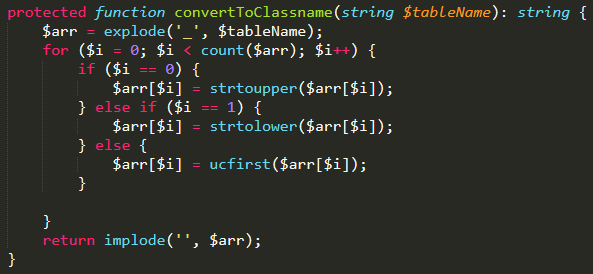 protected function convertToClassname(string $tableName): string {
    $arr = explode('_', $tableName);
    for ($i = 0; $i < count($arr); $i++) {
        if ($i == 0) {
            $arr[$i] = strtoupper($arr[$i]);
        } else if ($i == 1) {
            $arr[$i] = strtolower($arr[$i]);
        } else {
            $arr[$i] = ucfirst($arr[$i]);
        }

    }
    return implode('', $arr);
}